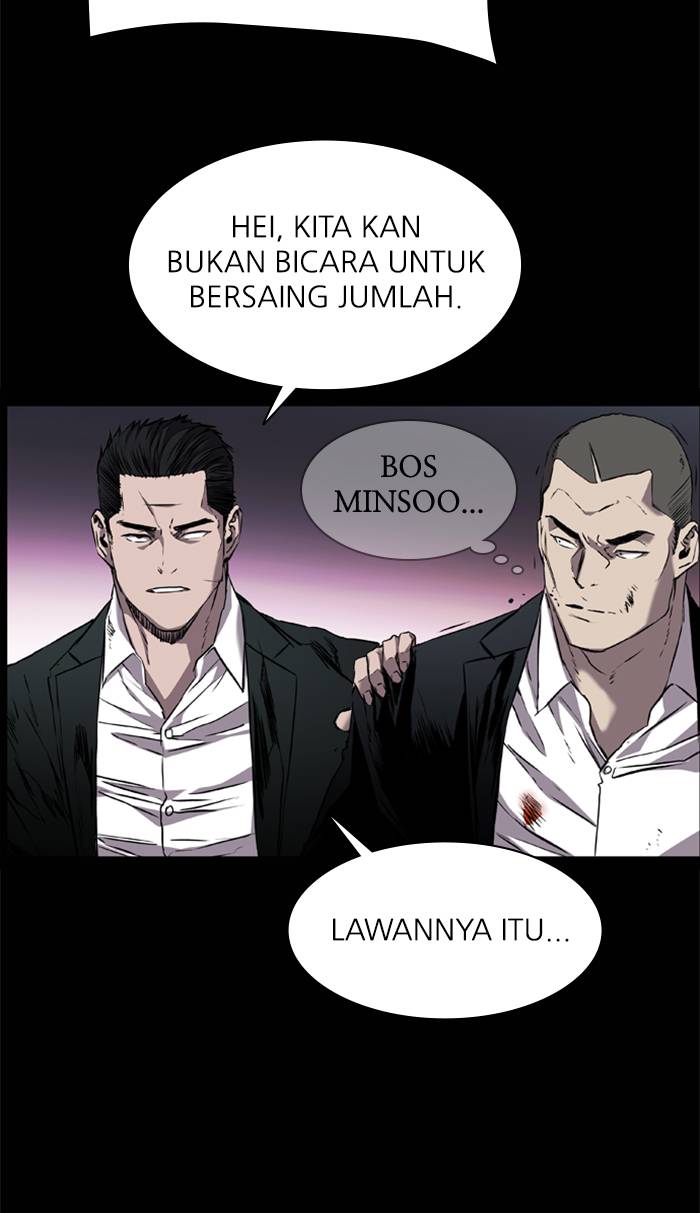 HEI, KITA KAN
BUKAN BICARA UNTUK
BERSAING JUMLAH.
BOS
MINSOO...
LAWANNYA ITU...